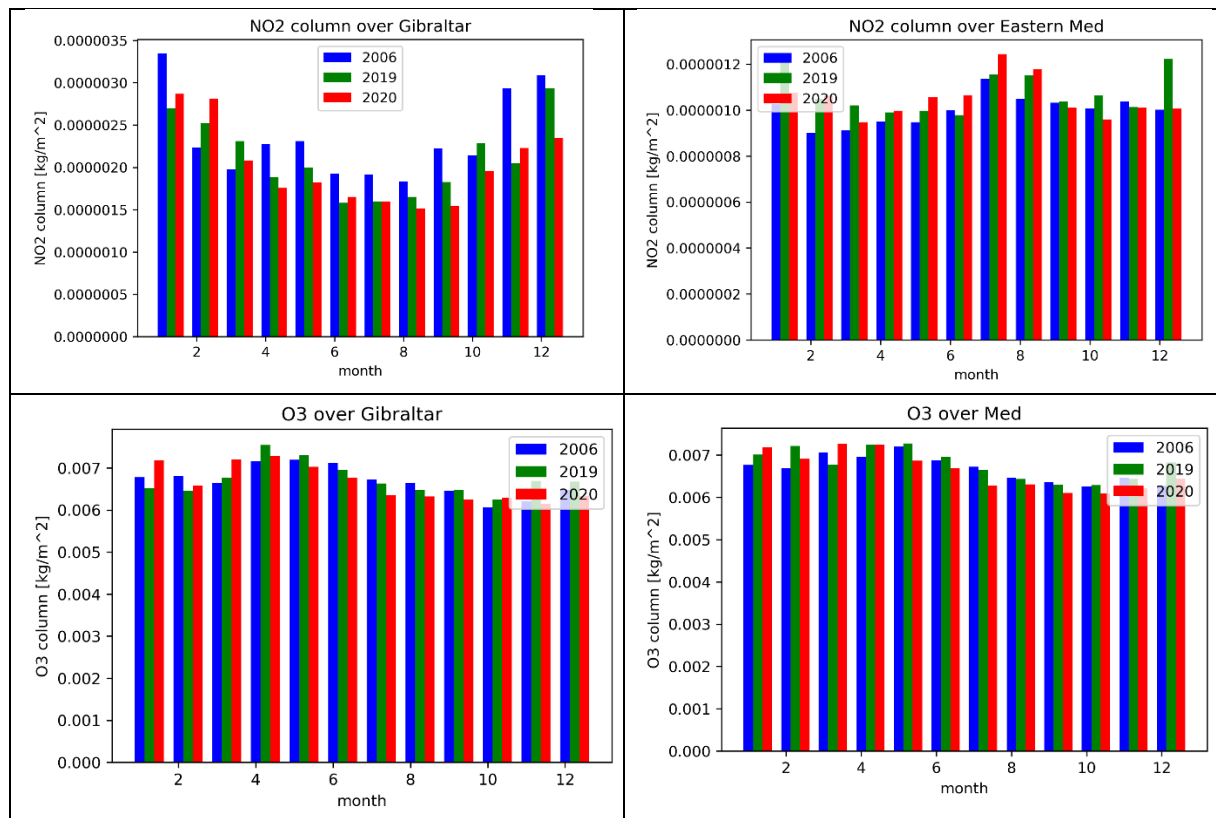 NO2 column over Gibraltar
NO2 column [kg/m^2]
0.0000035
0.0000030
0.0000025
0.0000020
0.0000015
0.0000010
0.0000005
0.0000000
2006
2019
2020
2 4 6 8 10 12
month
NO2 column over Eastern Med
NO2 column [kg/m^2]
0.0000012
0.0000010
0.0000008
0.0000006
0.0000004
0.0000002
0.0000000
2006
2019
2020
2 4 6 8 10 12
month
O3 over Gibraltar
O3 column [kg/m^2]
0.007
0.006
0.005
0.004
0.003
0.002
0.001
0.000
2006
2019
2020
2 4 6 8 10 12
month
O3 over Med
O3 column [kg/m^2]
0.007
0.006
0.005
0.004
0.003
0.002
0.001
0.000
2006
2019
2020
2 4 6 8 10 12
month